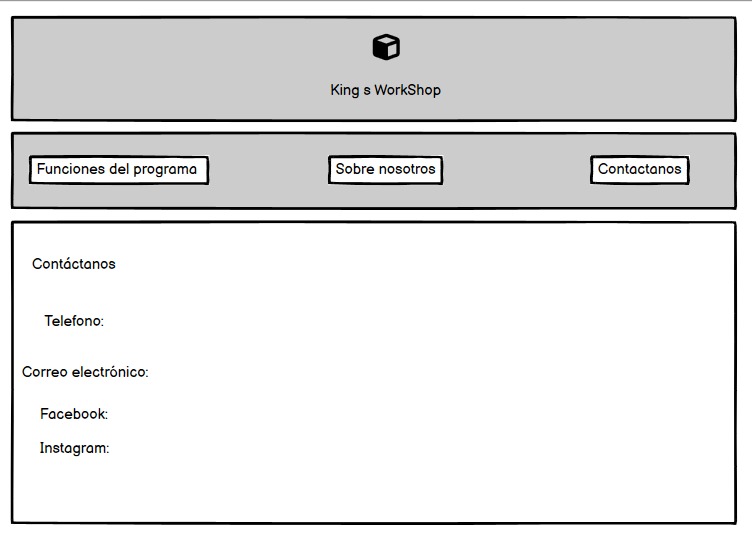 King s WorkShop
Funciones del programa
Sobre nosotros
Contactanos
Contáctanos
Telefono:
Correo electrónico:
Facebook:
Instagram: